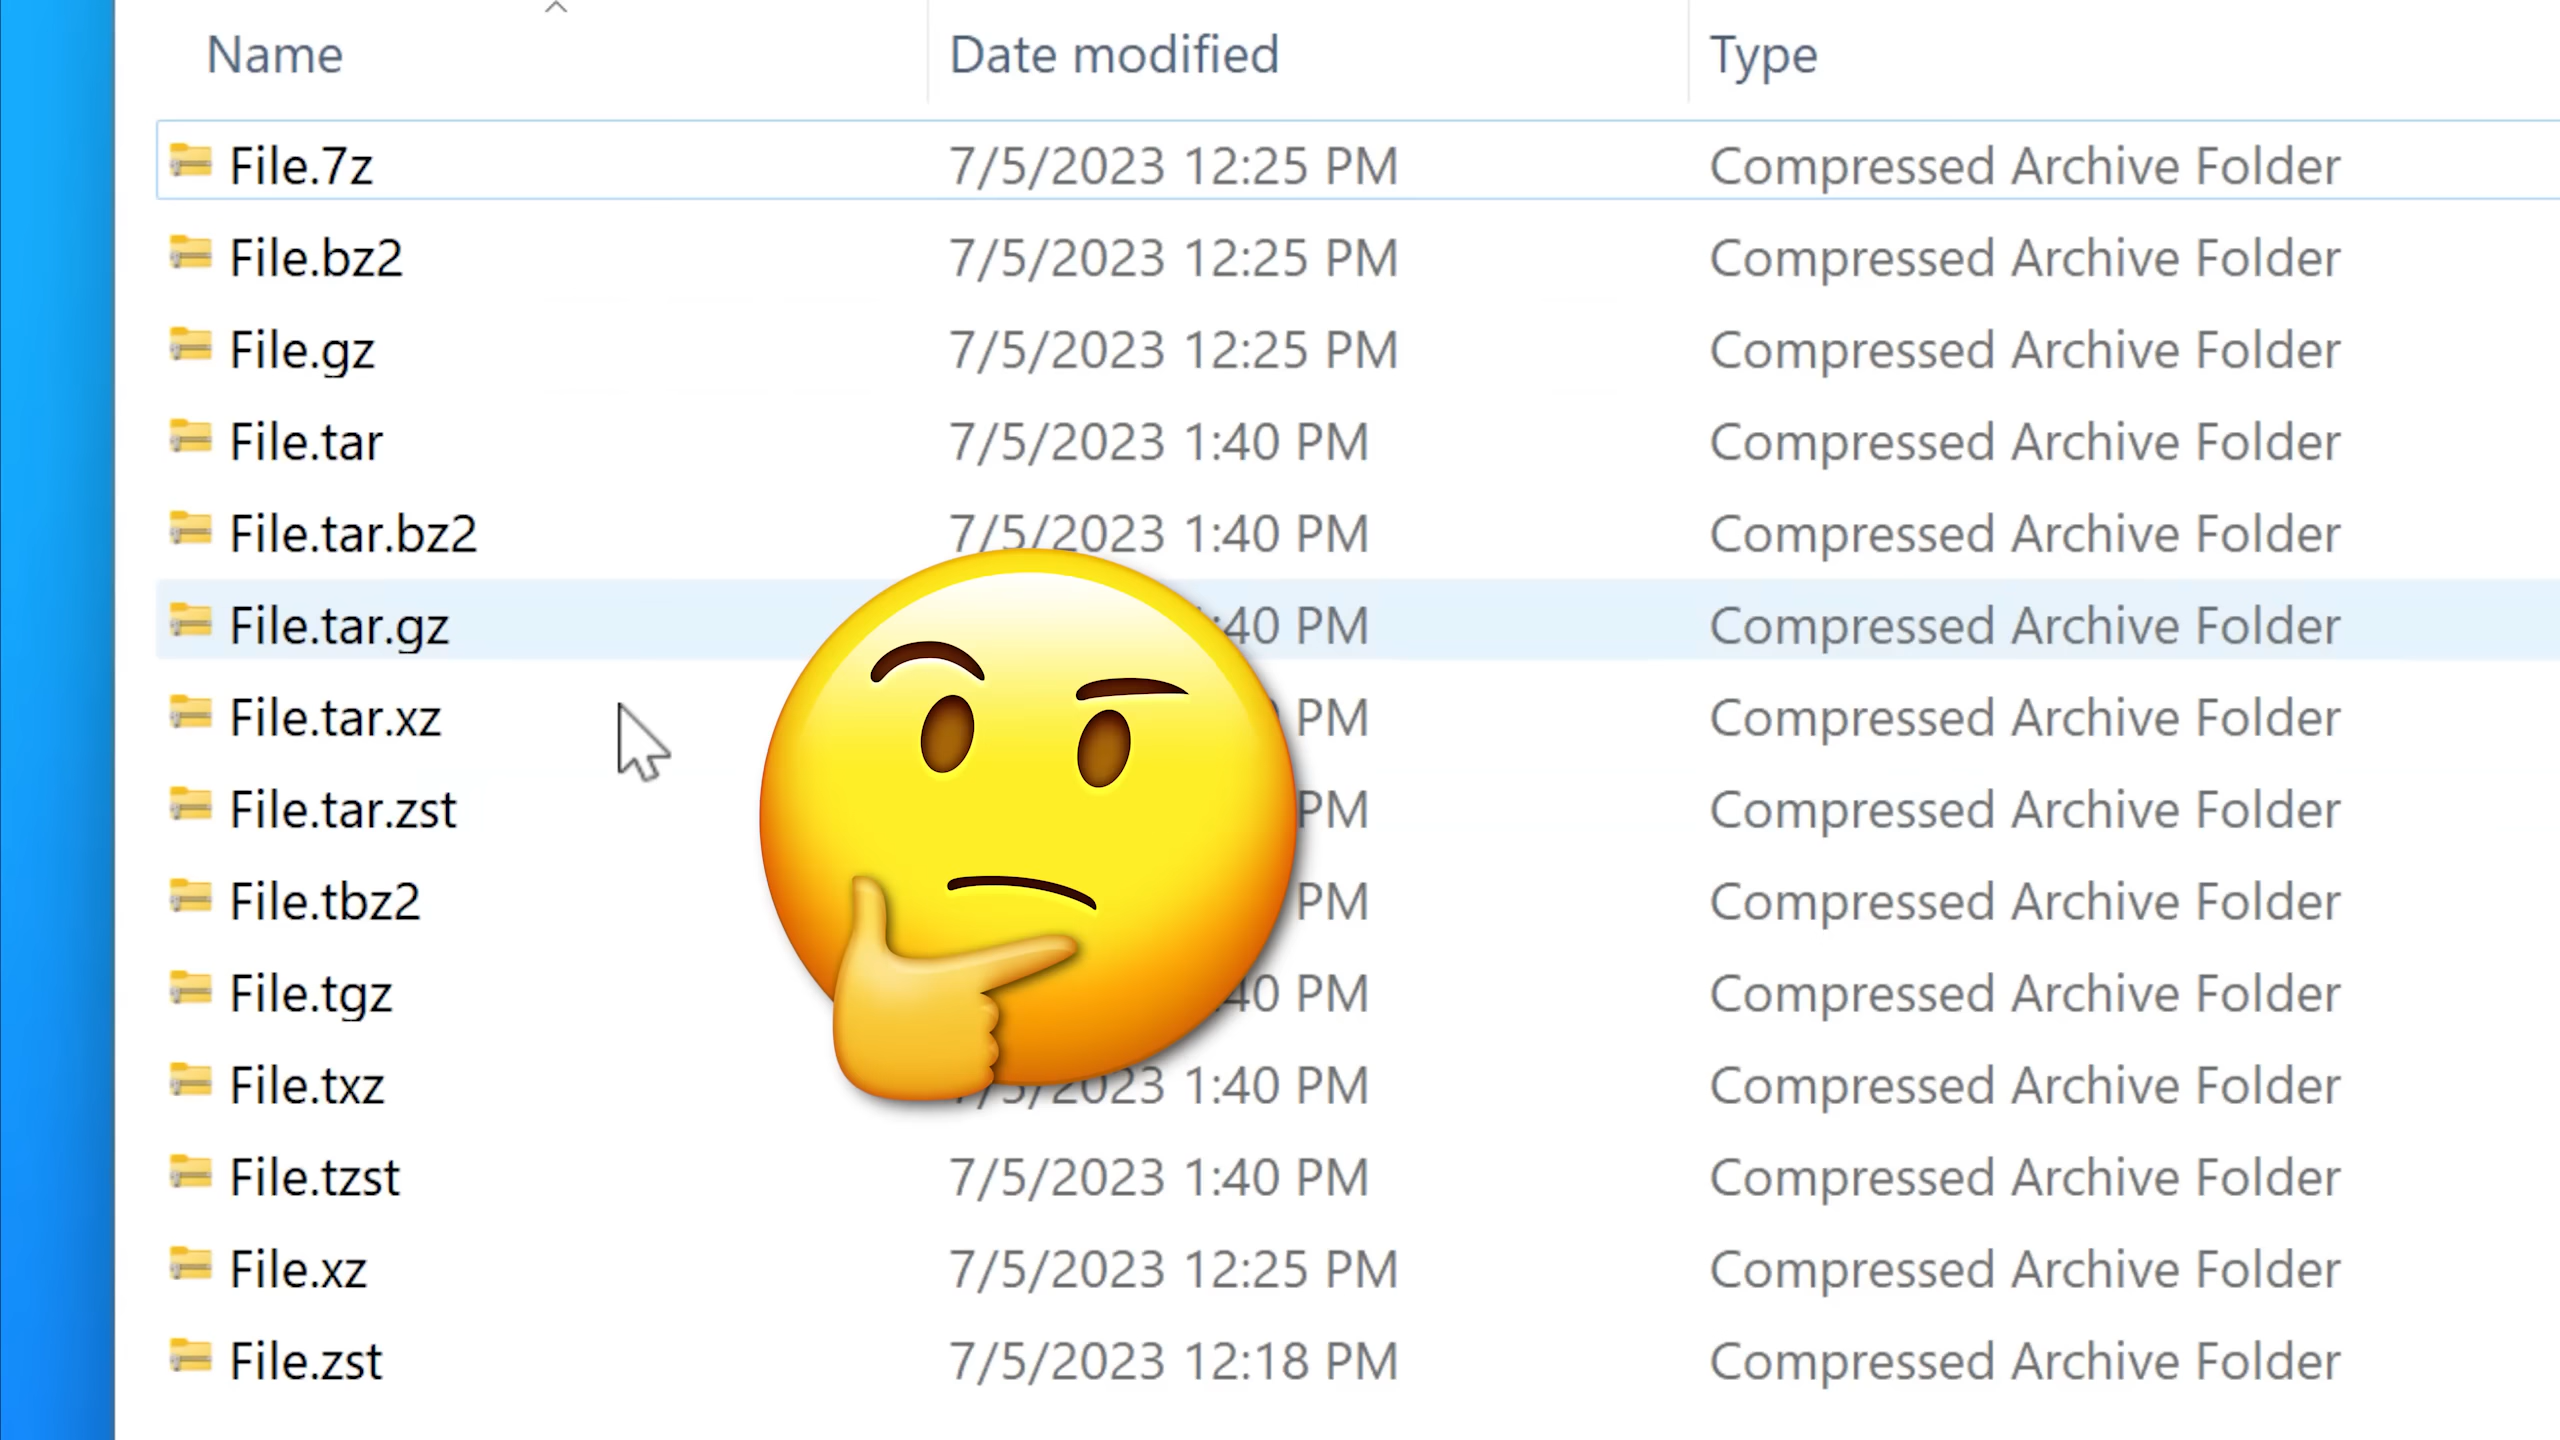 Name Date modified Type
File.7z 7/5/2023 12:25 PM Compressed Archive Folder
File.bz2 7/5/2023 12:25 PM Compressed Archive Folder
File.gz 7/5/2023 12:25 PM Compressed Archive Folder
File.tar 7/5/2023 1:40 PM Compressed Archive Folder
File.tar.bz2 7/5/2023 1:40 PM Compressed Archive Folder
File.tar.gz :40 PM Compressed Archive Folder
File.tar.xz PM Compressed Archive Folder
File.tar.zst PM Compressed Archive Folder
File.tbz2 PM Compressed Archive Folder
File.tgz 40 PM Compressed Archive Folder
File.txz 7/5/2023 1:40 PM Compressed Archive Folder
File.tzst 7/5/2023 1:40 PM Compressed Archive Folder
File.xz 7/5/2023 12:25 PM Compressed Archive Folder
File.zst 7/5/2023 12:18 PM Compressed Archive Folder